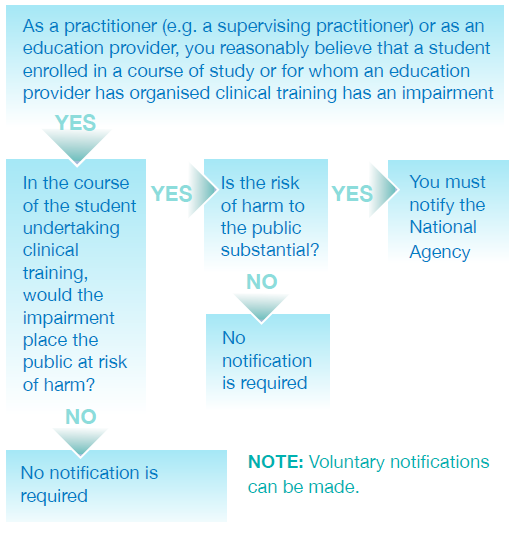 As a practitioner (e.g. a supervising practitioner) or as an
education provider, you reasonably believe that a student
enrolled in a course of study or for whom an education
provider has organised clinical training has an impairment
YES
In the course
of the student
undertaking
clinical
training,
would the
impairment
place the
public at risk
of harm?
YES
Is the risk
of harm to
the public
substantial?
YES
You must
notify the
National
Agency
NO
No
notification
is required
NO
No notification is
required
NOTE: Voluntary notifications
can be made.